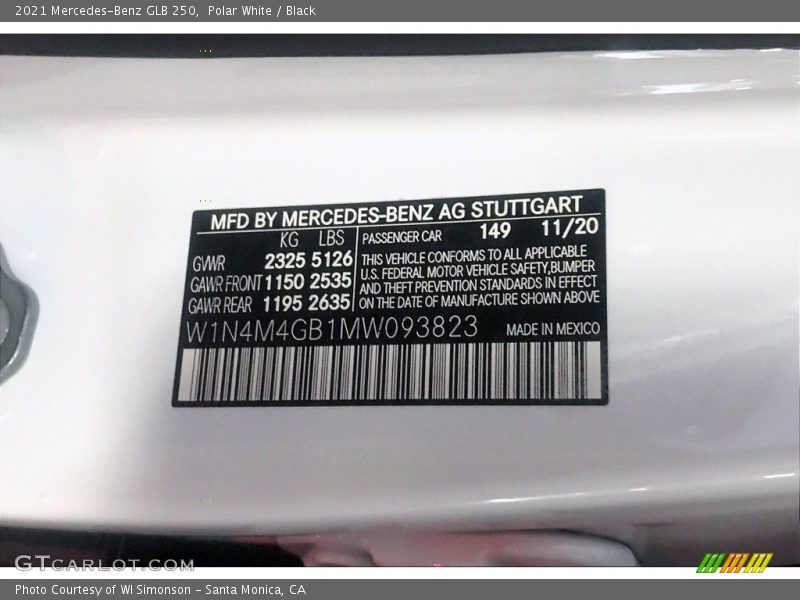 2021 Mercedes-Benz GLB 250, Polar White / Black
MFD BY MERCEDES-BENZ AG STUTTGART
KG LBS
GVWR 2325 5126
GAWR FRONT 1150 2535
GAWR REAR 1195 2635
PASSENGER CAR 149 11/20
THIS VEHICLE CONFORMS TO ALL APPLICABLE
U.S. FEDERAL MOTOR VEHICLE SAFETY,BUMPER
AND THEFT PREVENTION STANDARDS IN EFFECT
ON THE DATE OF MANUFACTURE SHOWN ABOVE
W1N4M4GB1MW093823 MADE IN MEXICO
GTCARLOT.COM
Photo Courtesy of WI Simonson - Santa Monica, CA